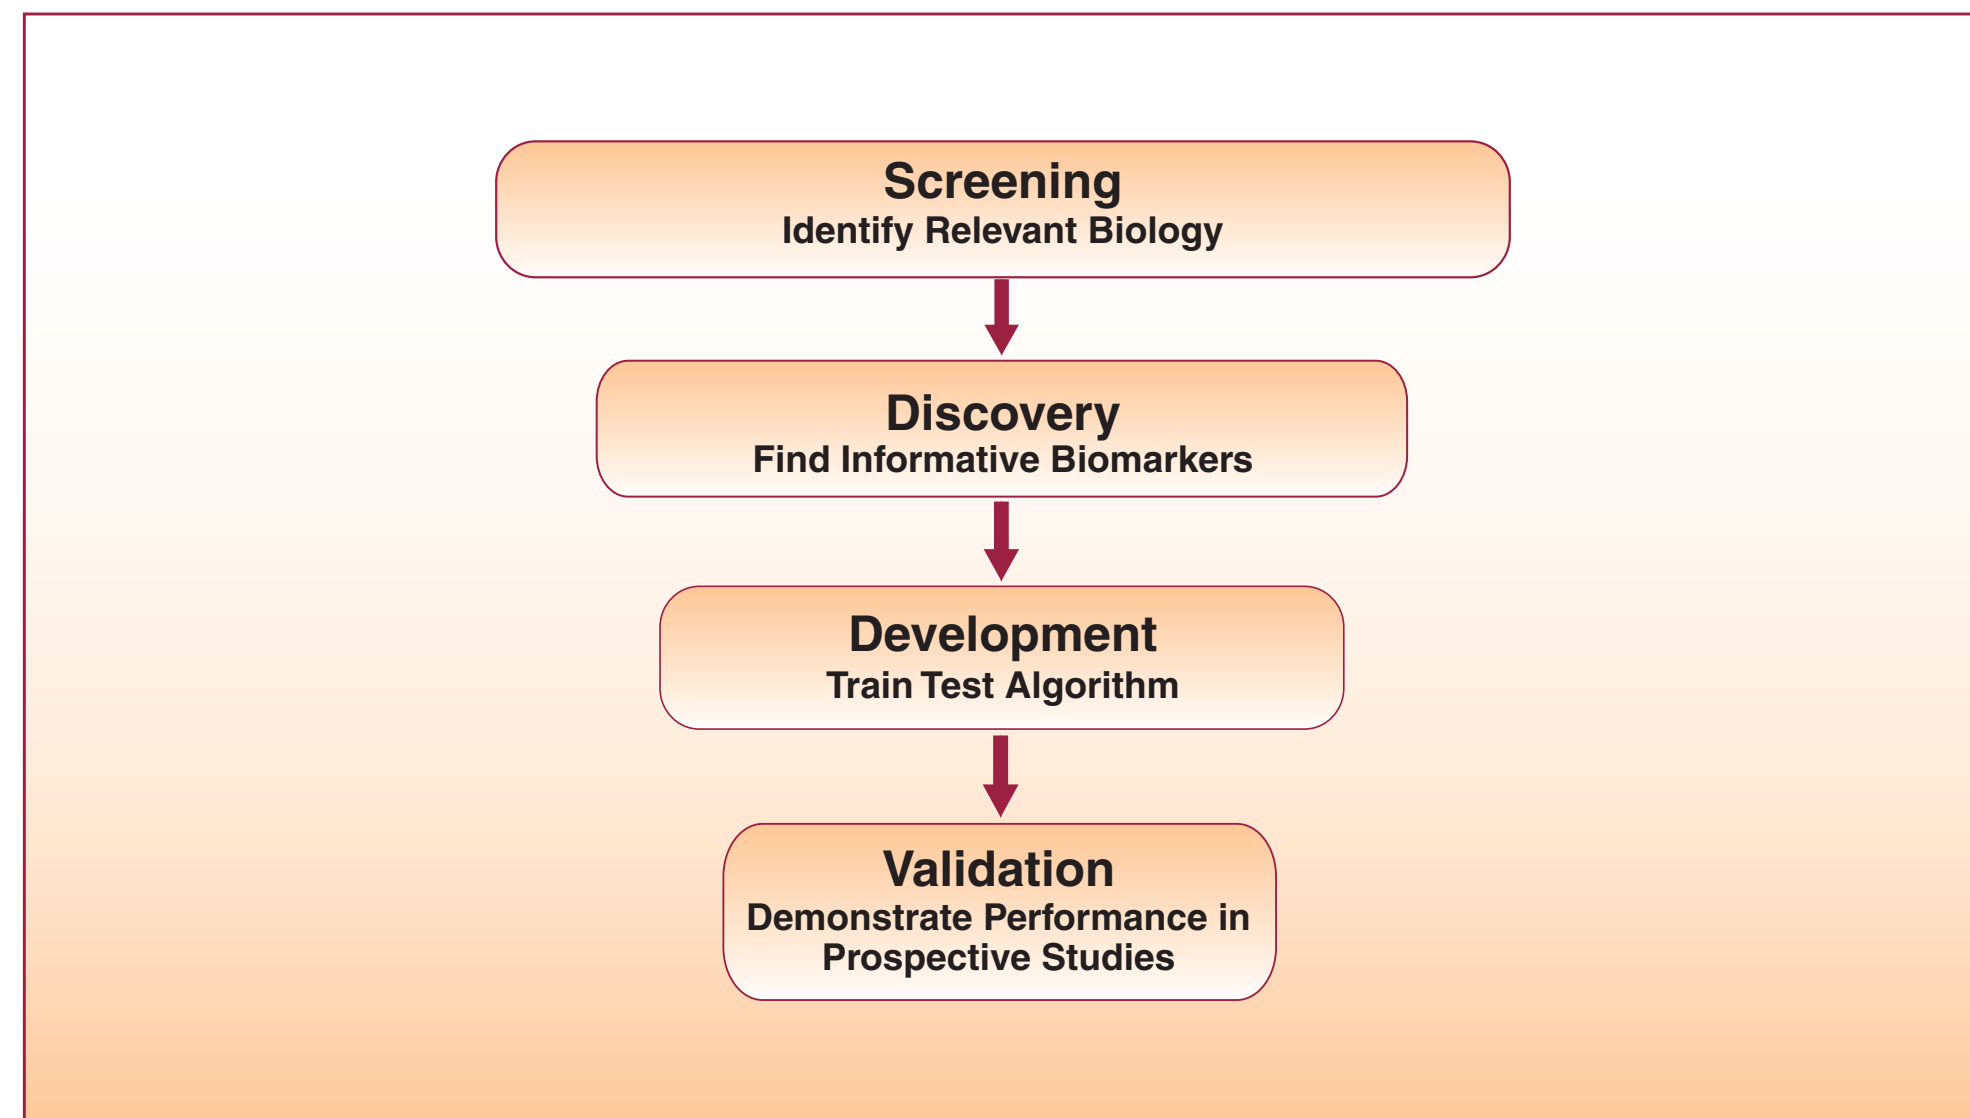 Screening
Identify Relevant Biology
Discovery
Find Informative Biomarkers
Development
Train Test Algorithm
Validation
Demonstrate Performance in
Prospective Studies